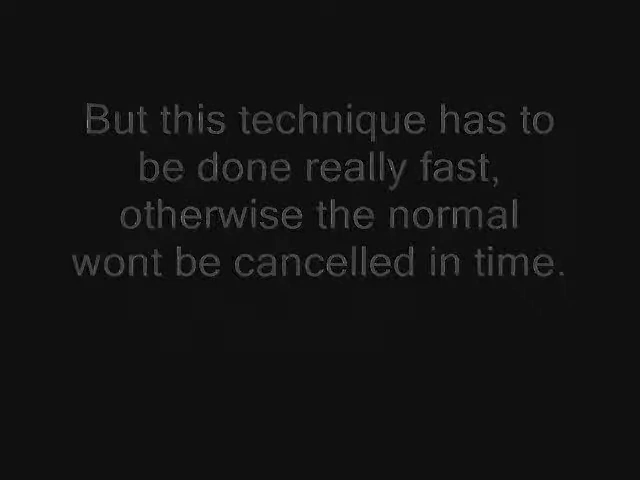 But this technique has to
be done really fast,
otherwise the normal
wont be cancelled in time.